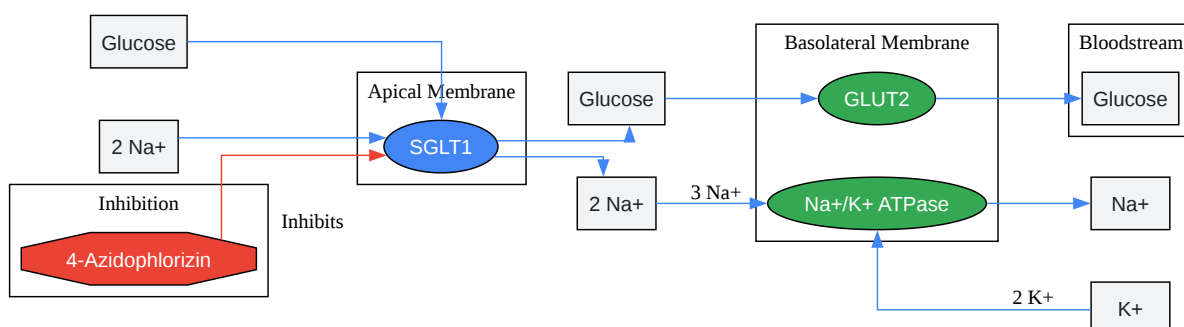 Glucose
Apical Membrane
2 Na+
SGLT1
Inhibition
Inhibits
4-Azidophlorizin
Glucose
2 Na+
3 Na+
Basolateral Membrane
GLUT2
Na+/K+ ATPase
Bloodstream
Glucose
Na+
2 K+
K+